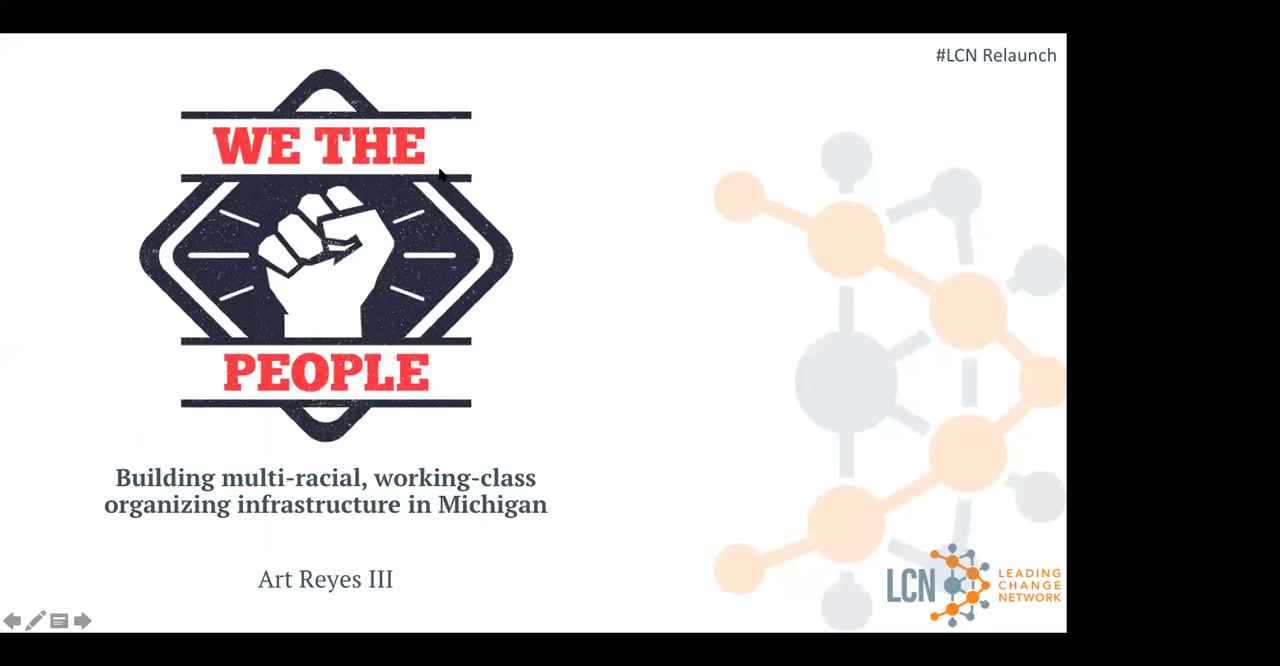 #LCN Relaunch
WE THE
PEOPLE
Building multi-racial, working-class
organizing infrastructure in Michigan
Art Reyes III
LCN
LEADING
CHANGE
NETWORK